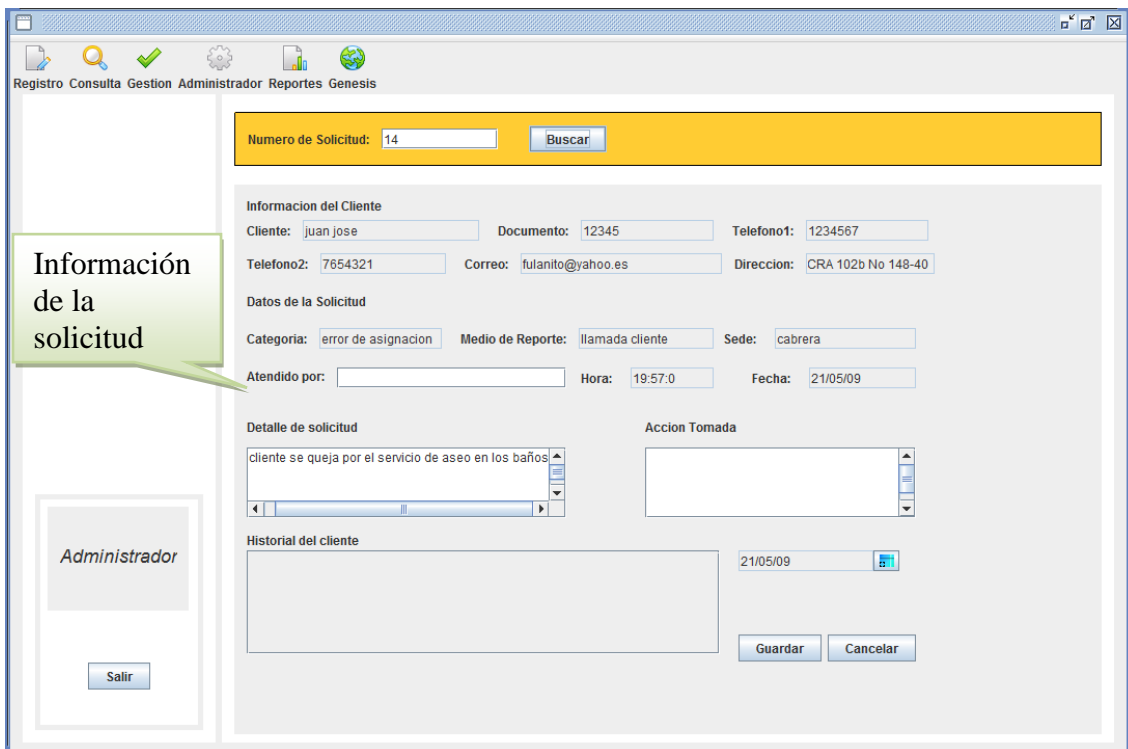 Registro Consulta Gestion Administrador Reportes Genesis
Numero de Solicitud: 14 Buscar
Informacion del Cliente
Cliente: juan jose Documento: 12345 Telefono1: 1234567
Telefono2: 7654321 Correo: fulanito@yahoo.es Direccion: CRA 102b No 148-40
Información
de la
solicitud
Datos de la Solicitud
Categoria: error de asignacion Medio de Reporte: llamada cliente Sede: cabrera
Atendido por: Hora: 19:57:0 Fecha: 21/05/09
Detalle de solicitud Accion Tomada
cliente se queja por el servicio de aseo en los baños
Historial del cliente
21/05/09
Administrador
Guardar Cancelar
Salir